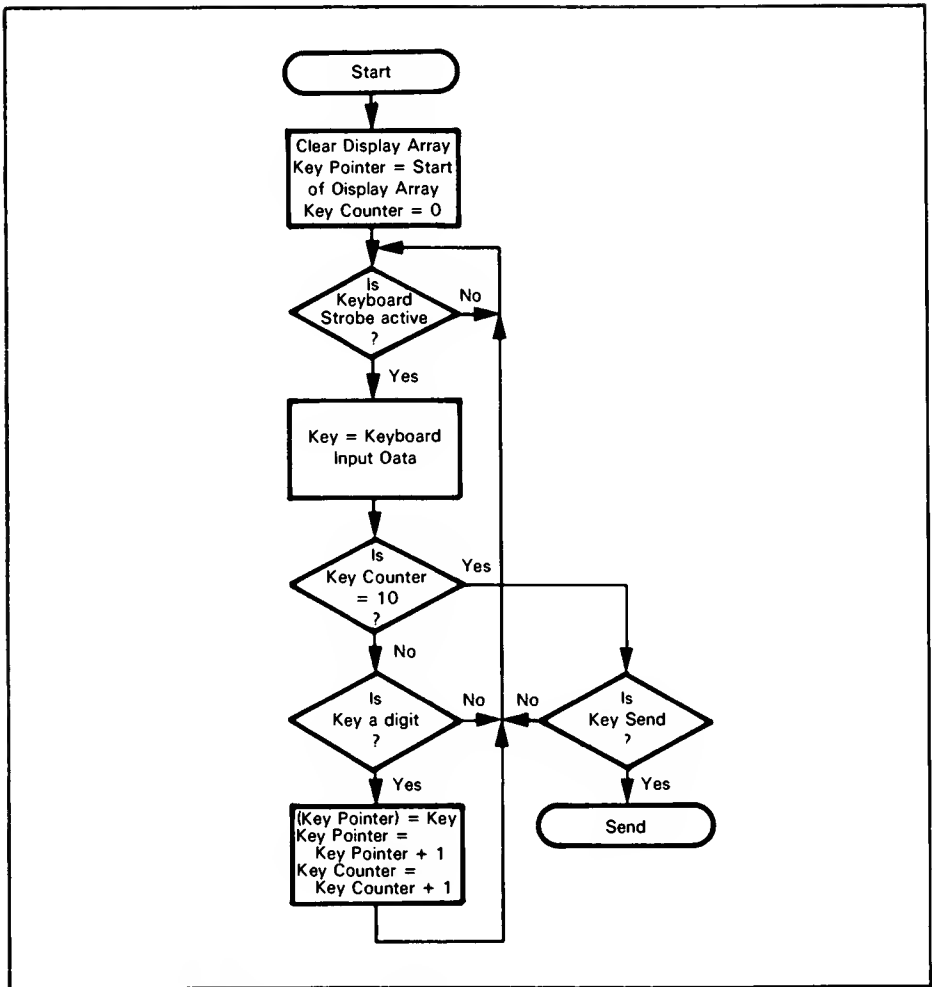 Start
Clear Display Array
Key Pointer = Start
of Oisplay Array
Key Counter = 0
Is
Keyboard
Strobe active
?
No
Yes
Key = Keyboard
Input Data
Is
Key Counter
= 10
?
Yes
No
Is
Key a digit
?
No
No
Is
Key Send
?
Yes
Yes
(Key Pointer) = Key
Key Pointer =
Key Pointer + 1
Key Counter =
Key Counter + 1
Send